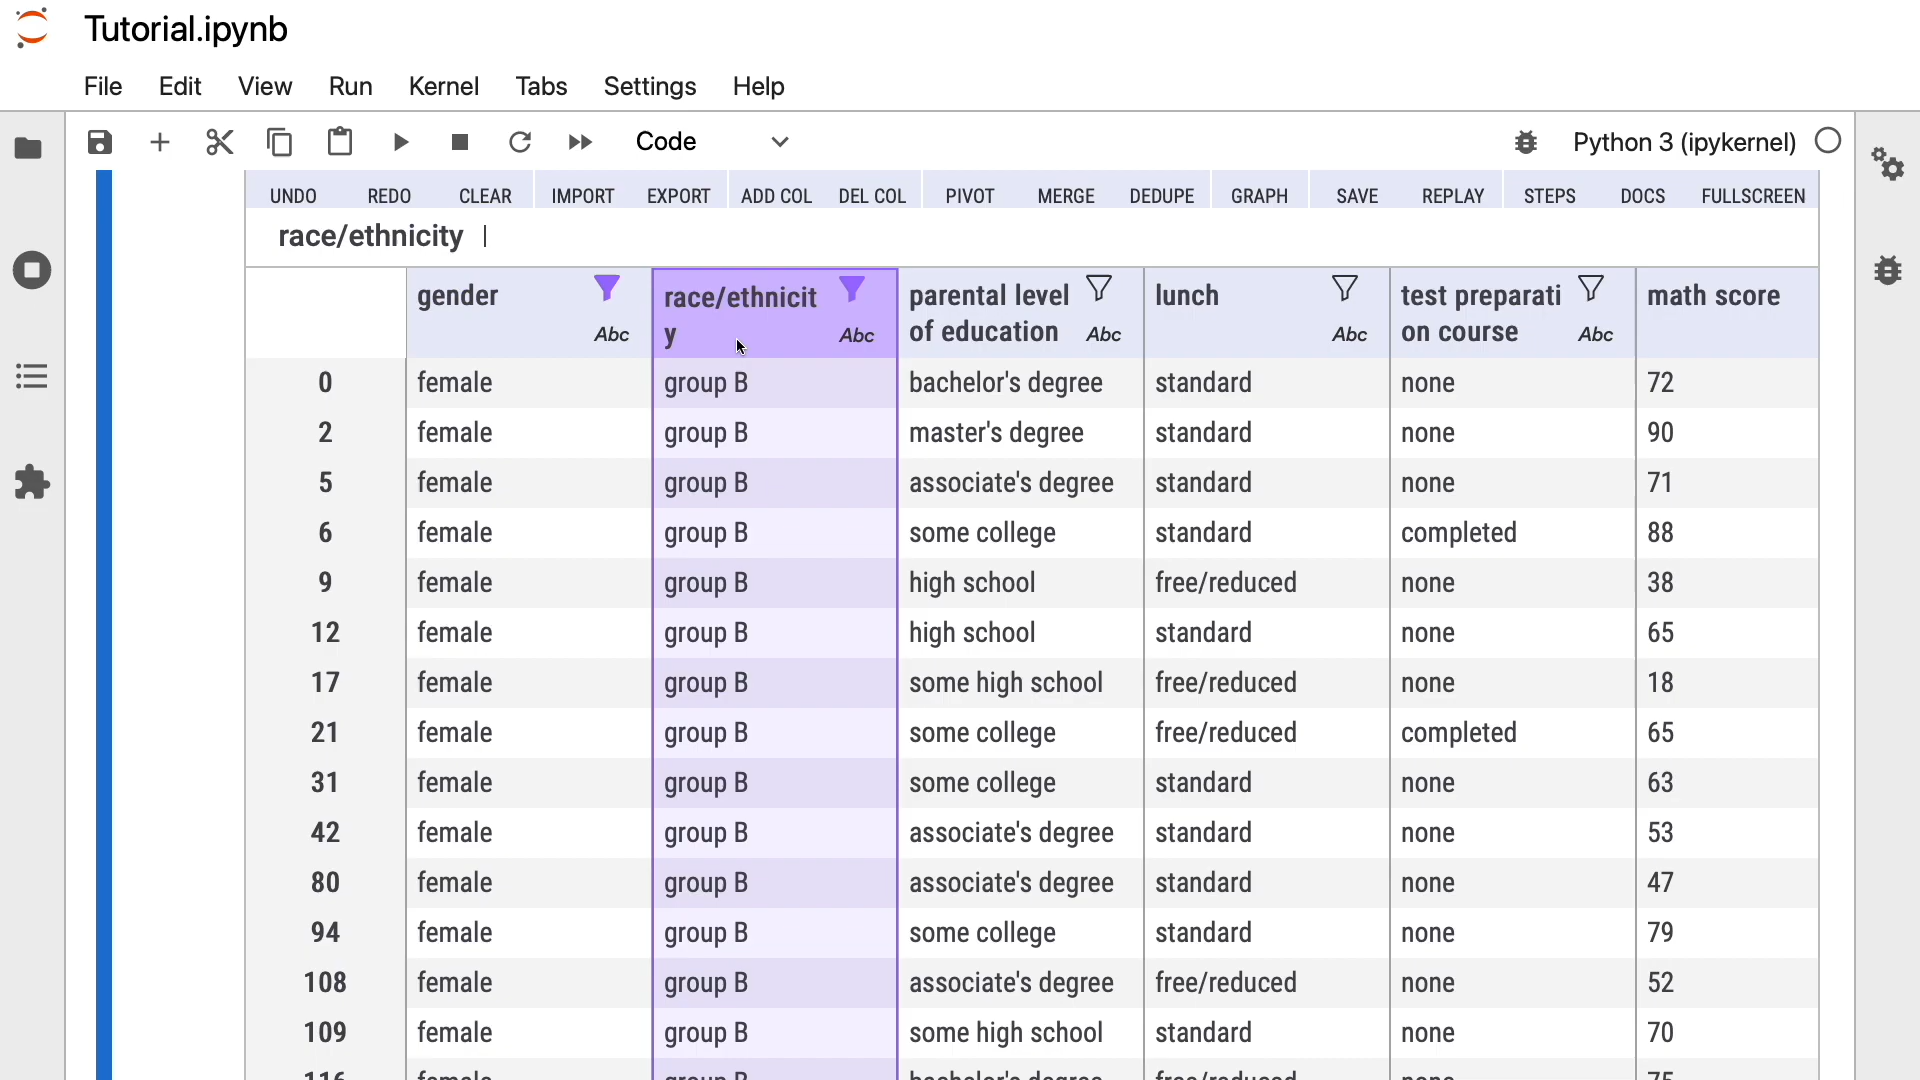 Tutorial.ipynb
File Edit View Run Kernel Tabs Settings Help
Code Python 3 (ipykernel)
UNDO REDO CLEAR IMPORT EXPORT ADD COL DEL COL PIVOT MERGE DEDUPE GRAPH SAVE REPLAY STEPS DOCS FULLSCREEN
race/ethnicity
gender race/ethnicit parental level lunch test preparati math score
Abc y Abc of education Abc Abc on course Abc
0 female group B bachelor's degree standard none 72
2 female group B master's degree standard none 90
5 female group B associate's degree standard none 71
6 female group B some college standard completed 88
9 female group B high school free/reduced none 38
12 female group B high school standard none 65
17 female group B some high school free/reduced none 18
21 female group B some college free/reduced completed 65
31 female group B some college standard none 63
42 female group B associate's degree standard none 53
80 female group B associate's degree standard none 47
94 female group B some college standard none 79
108 female group B associate's degree free/reduced none 52
109 female group B some high school standard none 70
116 female group B bachelor's degree free/reduced none 75